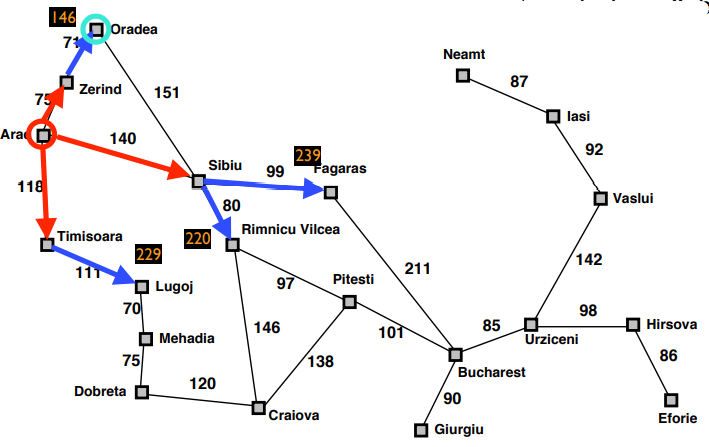 146
Oradea
71
Neamt
Zerind
87
151
75
Iasi
Arad
140
92
239
Sibiu
99
Fagaras
118
80
Vaslui
Timisoara
220
Rimnicu Vilcea
229
142
111
Lugoj
97
Pitesti
211
70
98
Hirsova
146
101
85
Mehadia
Urziceni
75
138
86
Bucharest
Dobreta
120
90
Craiova
Eforie
Giurgiu